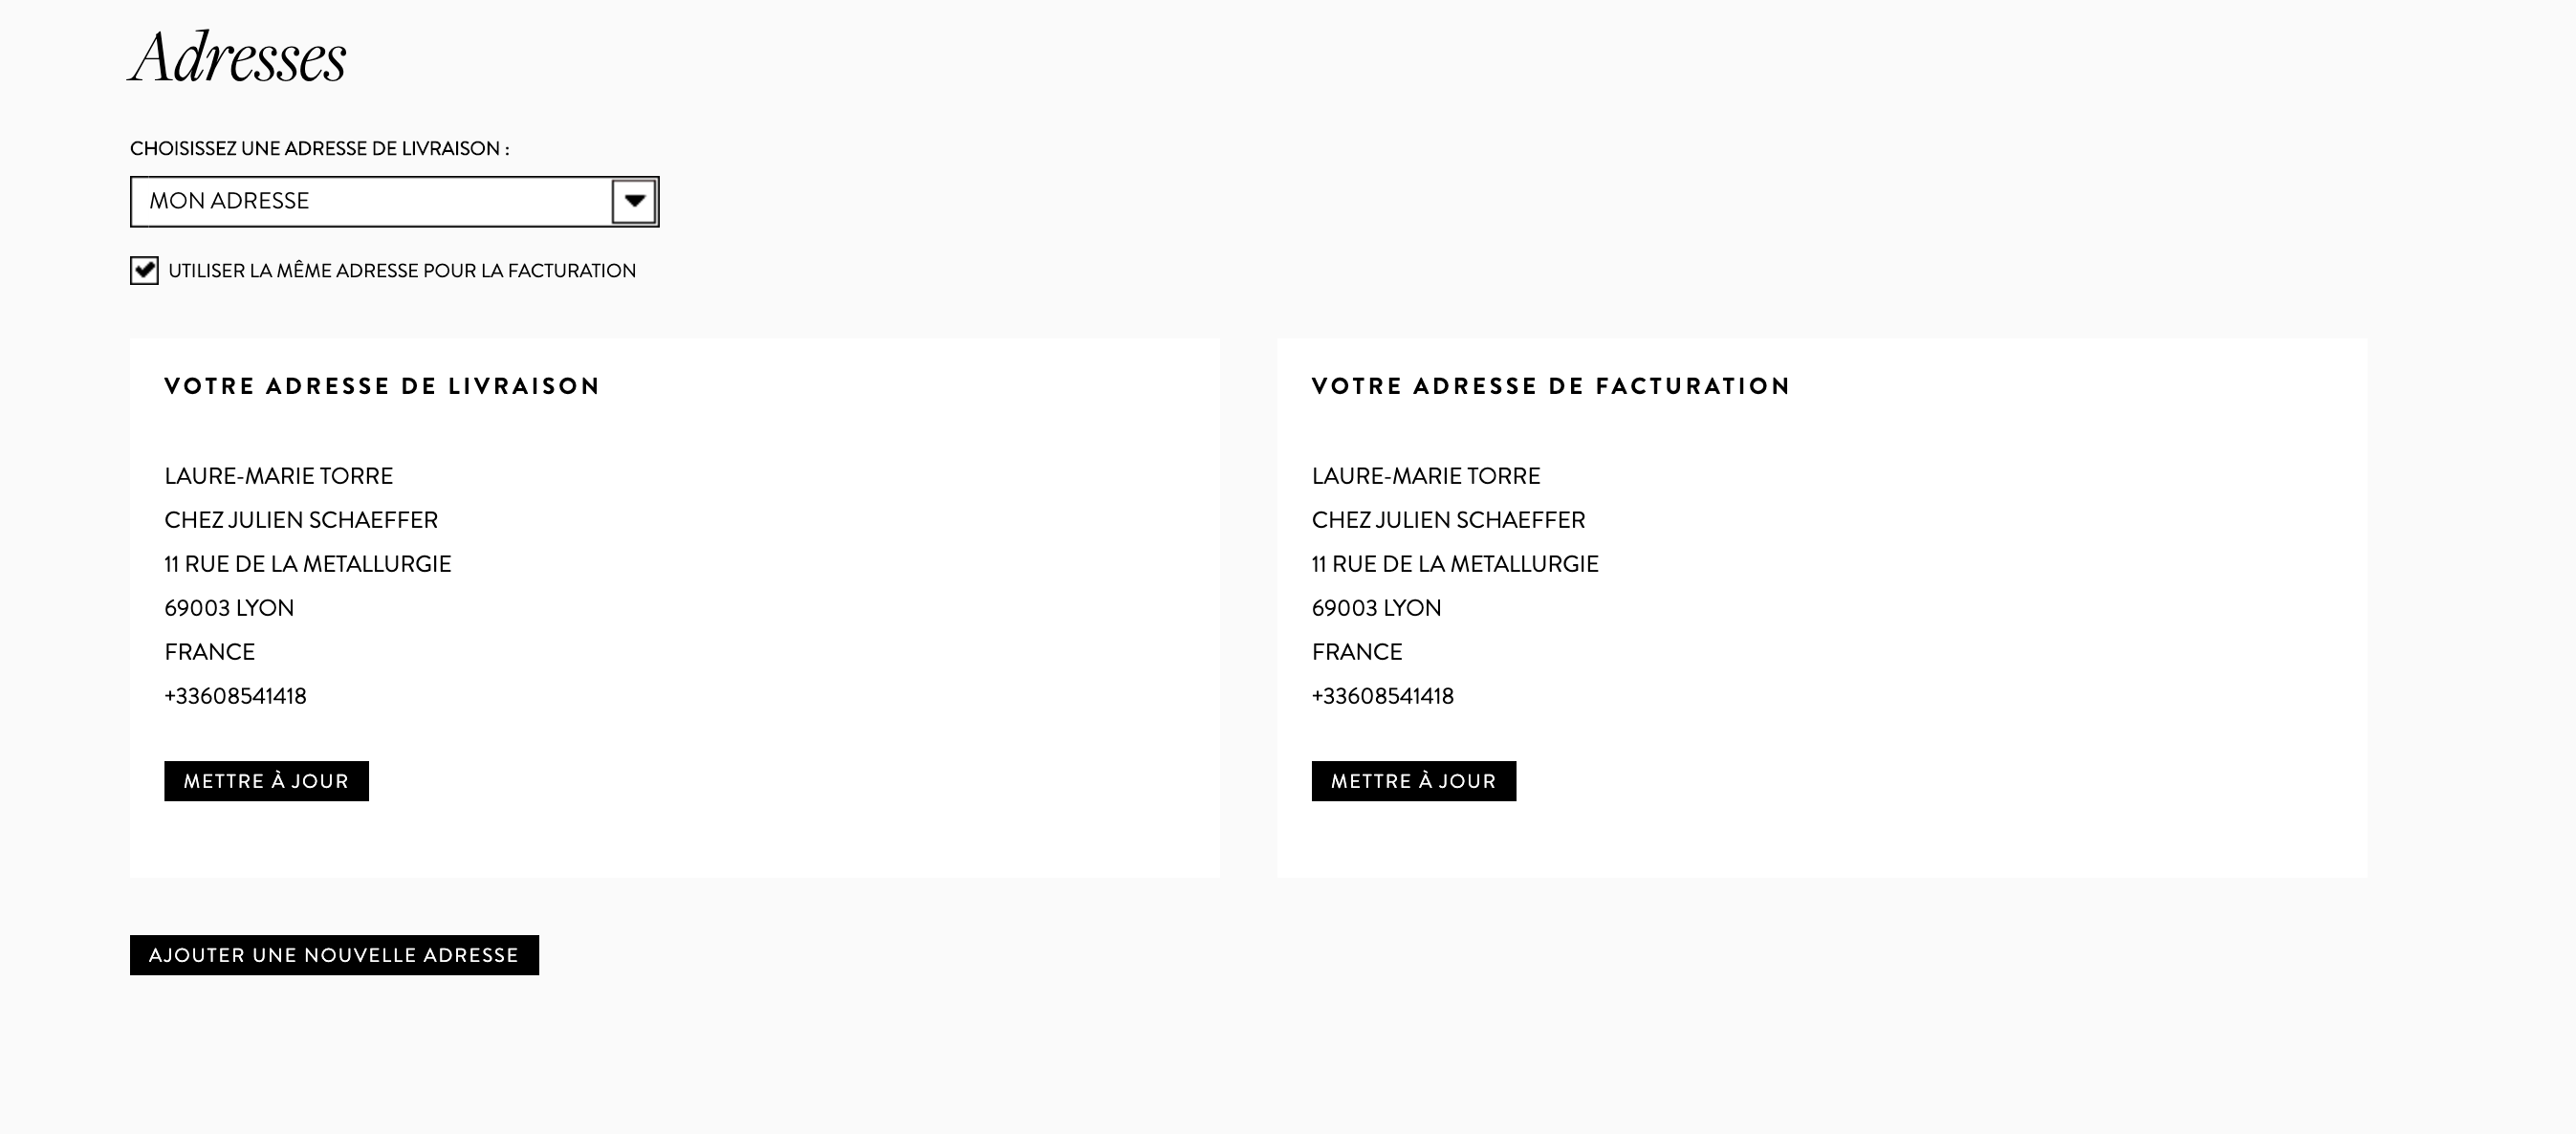 Adresses
CHOISISSEZ UNE ADRESSE DE LIVRAISON :
MON ADRESSE
UTILISER LA MÊME ADRESSE POUR LA FACTURATION
VOTRE ADRESSE DE LIVRAISON
LAURE-MARIE TORRE
CHEZ JULIEN SCHAEFFER
11 RUE DE LA METALLURGIE
69003 LYON
FRANCE
+33608541418
METTRE À JOUR
VOTRE ADRESSE DE FACTURATION
LAURE-MARIE TORRE
CHEZ JULIEN SCHAEFFER
11 RUE DE LA METALLURGIE
69003 LYON
FRANCE
+33608541418
METTRE À JOUR
AJOUTER UNE NOUVELLE ADRESSE